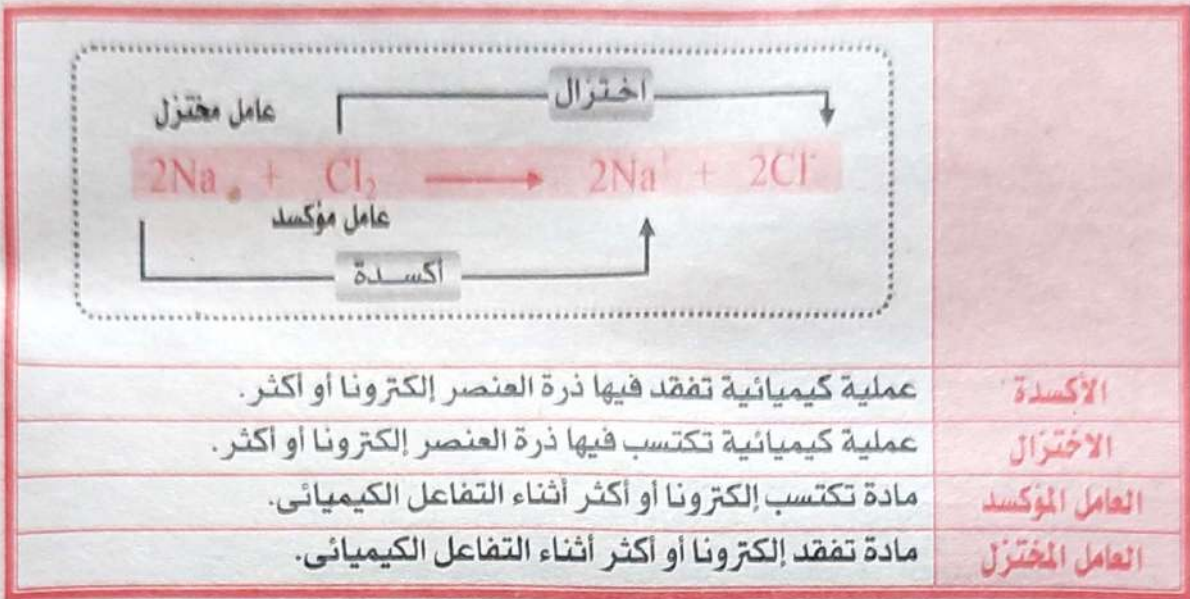 اختزال
عامل مختزل
2Na + Cl₂ ⟶ 2Na⁺ + 2Cl⁻
عامل مؤكسد
أكسدة
الأكسدة عملية كيميائية تفقد فيها ذرة العنصر إلكترونا أو أكثر.
الاختزال عملية كيميائية تكتسب فيها ذرة العنصر إلكترونا أو أكثر.
العامل المؤكسد مادة تكتسب إلكترونا أو أكثر أثناء التفاعل الكيميائى.
العامل المختزل مادة تفقد إلكترونا أو أكثر أثناء التفاعل الكيميائى.